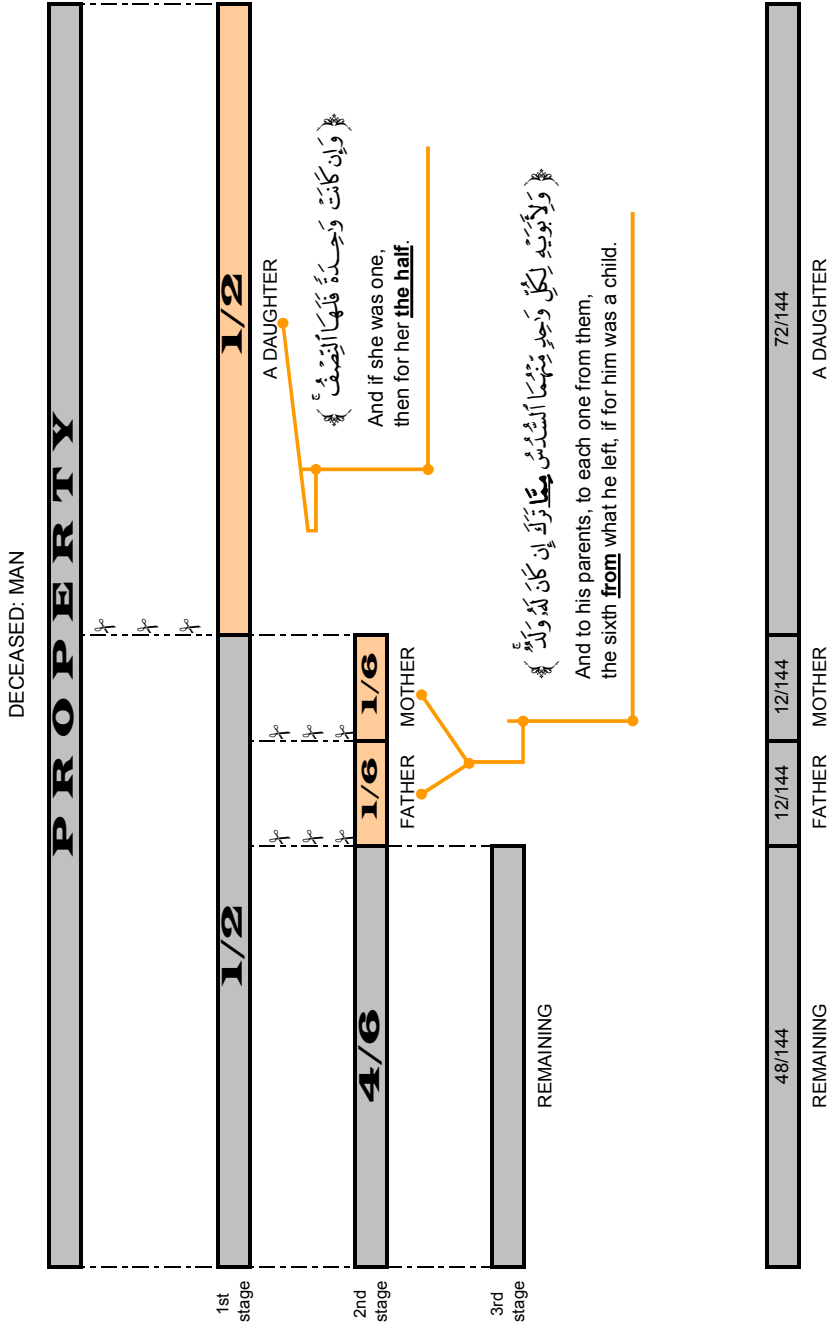 DECEASED: MAN
PROPERTY
1st
stage
1/2
1/2
A DAUGHTER
﴿ وَإِن كَانَتْ وَٰحِدَةً فَلَهَا ٱلنِّصْفُ ۚ ﴾
And if she was one,
then for her the half.
2nd
stage
4/6
1/6
1/6
FATHER
MOTHER
3rd
stage
REMAINING
﴿ وَلِأَبَوَيْهِ لِكُلِّ وَٰحِدٍ مِّنْهُمَا ٱلسُّدُسُ مِمَّا تَرَكَ إِن كَانَ لَهُۥ وَلَدٌ ۚ ﴾
And to his parents, to each one from them,
the sixth from what he left, if for him was a child.
48/144
12/144
12/144
72/144
REMAINING
FATHER
MOTHER
A DAUGHTER